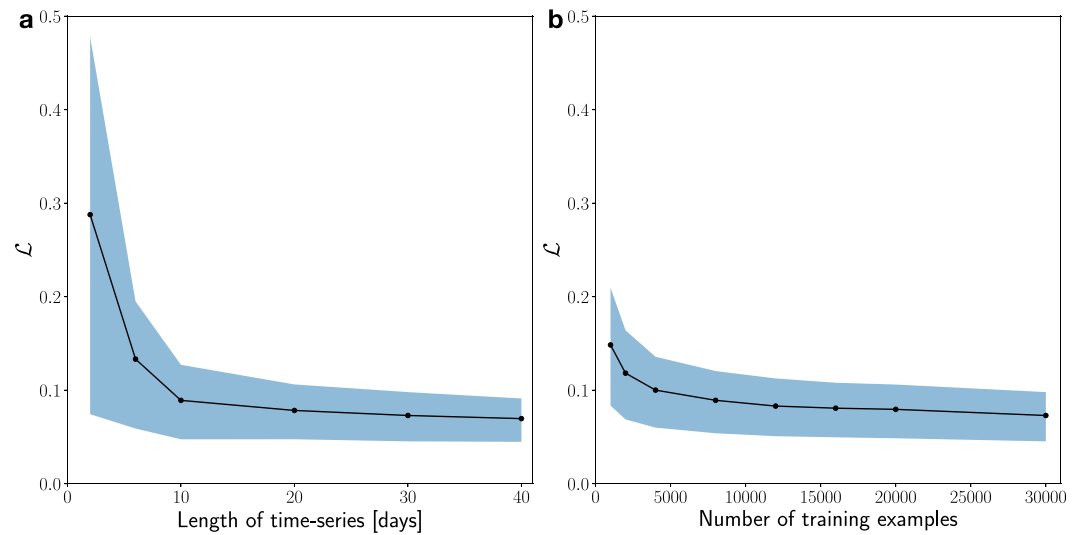 a
0.5
0.4
0.3
0.2
0.1
0.0
ℒ
0 10 20 30 40
Length of time-series [days]
b
0.5
0.4
0.3
0.2
0.1
0.0
ℒ
0 5000 10000 15000 20000 25000 30000
Number of training examples